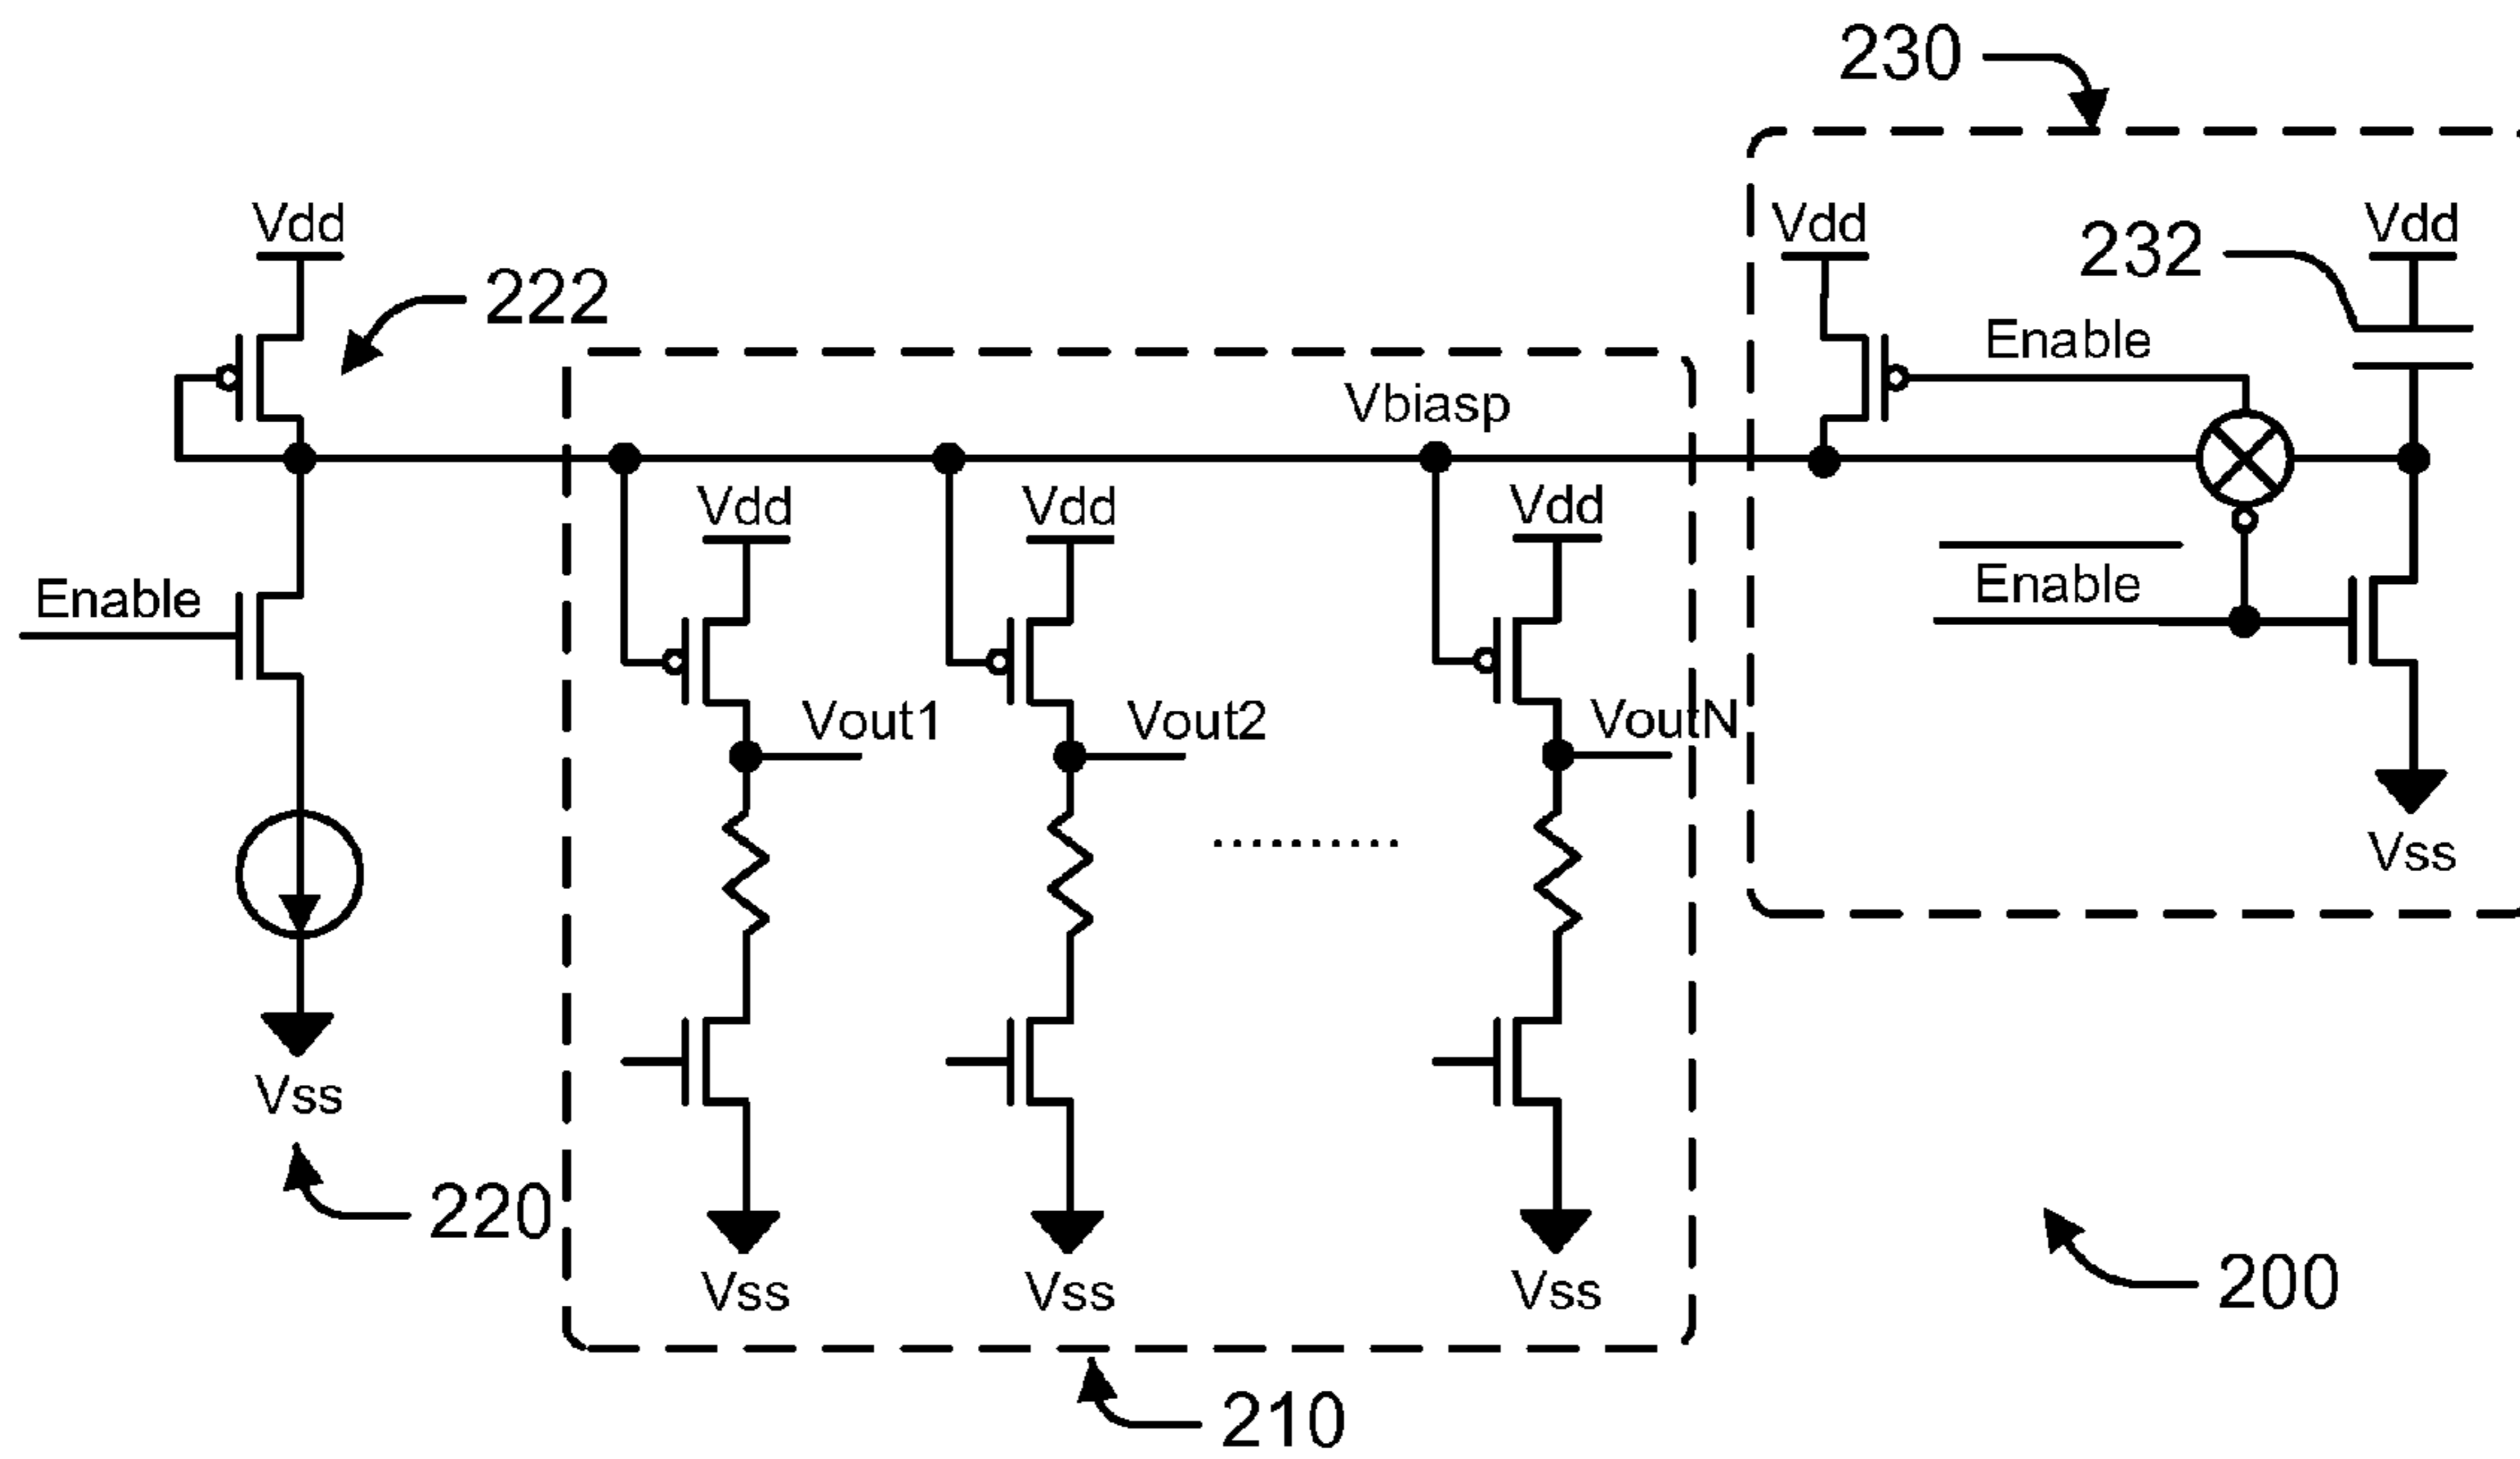 230
Vdd
Vdd
232
Vdd
222
Enable
Vbiasp
Vdd
Vdd
Vdd
Enable
Enable
Vout1
Vout2
VoutN
Vss
Vss
220
Vss
Vss
Vss
200
210